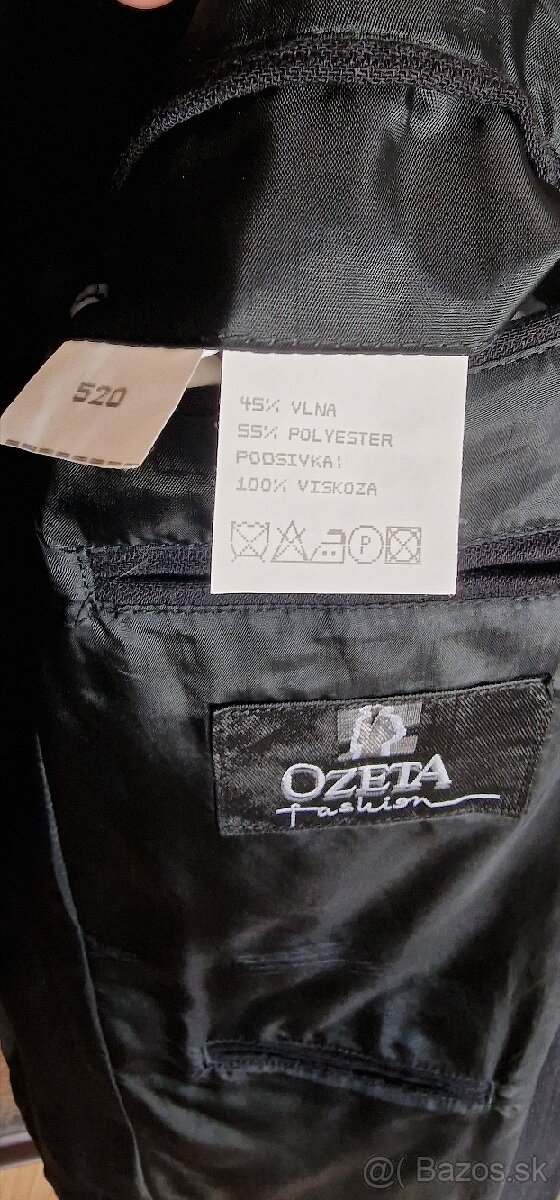 520
45% VLNA
55% POLYESTER
PODSIVKA:
100% VISKOZA
P
OZETA
fashion
@( Bazos.sk